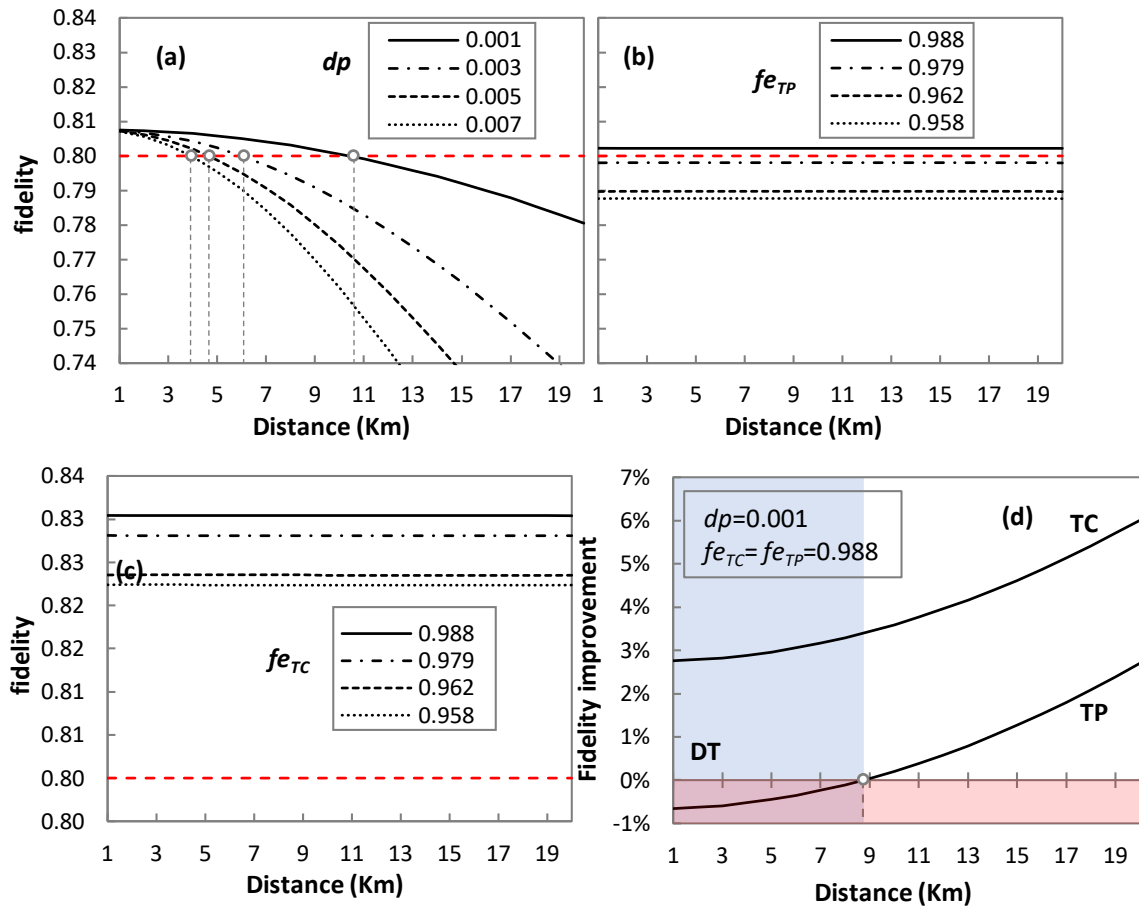 (a)
dp
0.001
0.003
0.005
0.007
fidelity
0.84
0.83
0.82
0.81
0.80
0.79
0.78
0.77
0.76
0.75
0.74
1 3 5 7 9 11 13 15 17 19
Distance (Km)
(b)
fe_TP
0.988
0.979
0.962
0.958
1 3 5 7 9 11 13 15 17 19
Distance (Km)
(c)
fe_TC
0.988
0.979
0.962
0.958
fidelity
0.84
0.83
0.83
0.82
0.82
0.81
0.81
0.80
0.80
1 3 5 7 9 11 13 15 17 19
Distance (Km)
(d)
dp=0.001
fe_TC= fe_TP=0.988
TC
TP
DT
Fidelity improvement
7%
6%
5%
4%
3%
2%
1%
0%
-1%
1 3 5 7 9 11 13 15 17 19
Distance (Km)